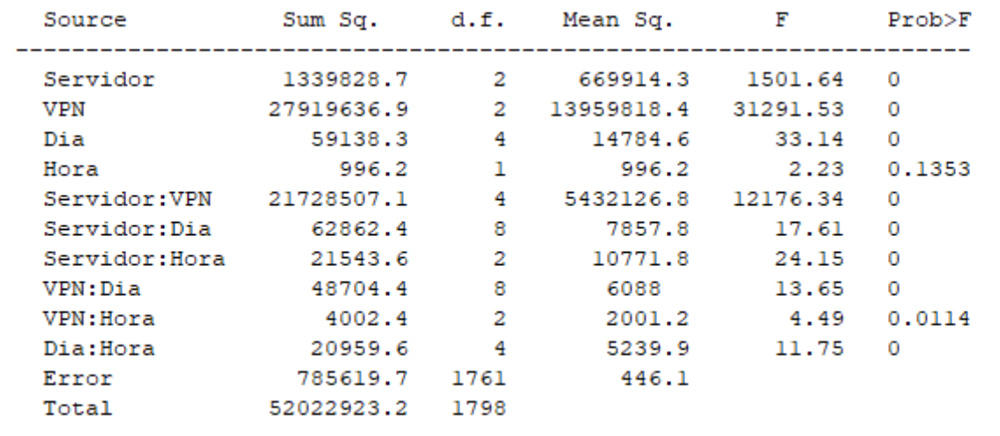 Source Sum Sq. d.f. Mean Sq. F Prob>F
----------------------------------------------------------------------
Servidor 1339828.7 2 669914.3 1501.64 0
VPN 27919636.9 2 13959818.4 31291.53 0
Dia 59138.3 4 14784.6 33.14 0
Hora 996.2 1 996.2 2.23 0.1353
Servidor:VPN 21728507.1 4 5432126.8 12176.34 0
Servidor:Dia 62862.4 8 7857.8 17.61 0
Servidor:Hora 21543.6 2 10771.8 24.15 0
VPN:Dia 48704.4 8 6088 13.65 0
VPN:Hora 4002.4 2 2001.2 4.49 0.0114
Dia:Hora 20959.6 4 5239.9 11.75 0
Error 785619.7 1761 446.1
Total 52022923.2 1798